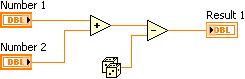 Number 1
DBL
Result 1
DBL
+
-
Number 2
DBL